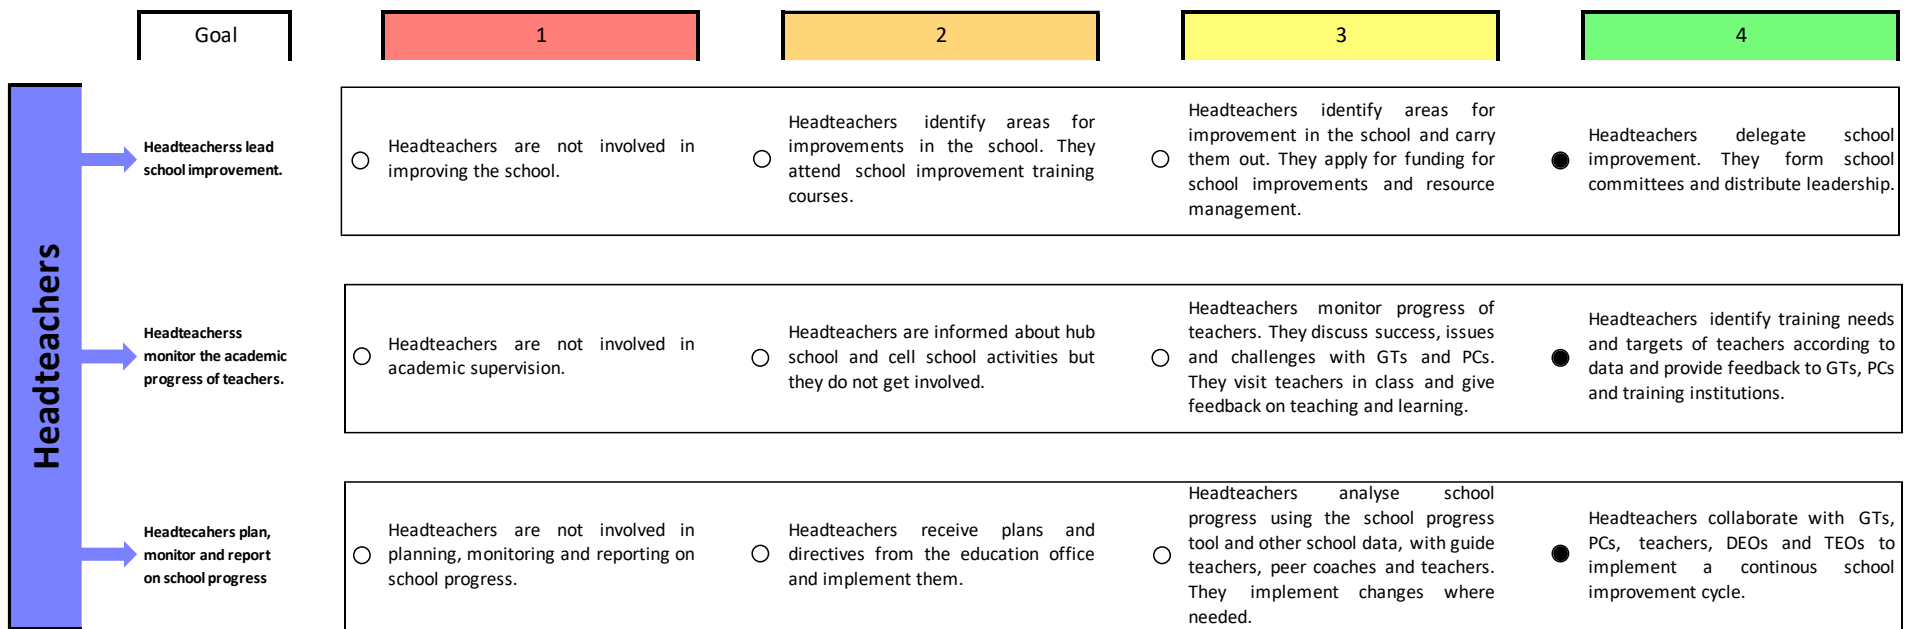 Goal
1
2
3
4
Headteachers
Headteacherss lead
school improvement.
Headteachers are not involved in
improving the school.
Headteachers identify areas for
improvements in the school. They
attend school improvement training
courses.
Headteachers identify areas for
improvement in the school and carry
them out. They apply for funding for
school improvements and resource
management.
Headteachers delegate school
improvement. They form school
committees and distribute leadership.
Headteacherss
monitor the academic
progress of teachers.
Headteachers are not involved in
academic supervision.
Headteachers are informed about hub
school and cell school activities but
they do not get involved.
Headteachers monitor progress of
teachers. They discuss success, issues
and challenges with GTs and PCs.
They visit teachers in class and give
feedback on teaching and learning.
Headteachers identify training needs
and targets of teachers according to
data and provide feedback to GTs, PCs
and training institutions.
Headtecahers plan,
monitor and report
on school progress
Headteachers are not involved in
planning, monitoring and reporting on
school progress.
Headteachers receive plans and
directives from the education office
and implement them.
Headteachers analyse school
progress using the school progress
tool and other school data, with guide
teachers, peer coaches and teachers.
They implement changes where
needed.
Headteachers collaborate with GTs,
PCs, teachers, DEOs and TEOs to
implement a continous school
improvement cycle.